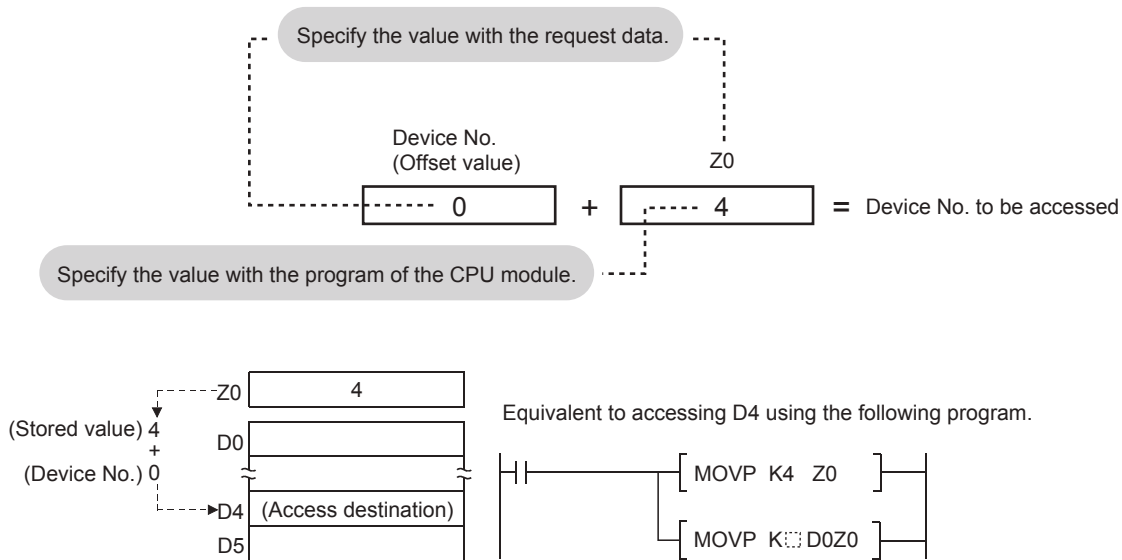 Specify the value with the request data.
Device No.
(Offset value)
Z0
0 + 4 = Device No. to be accessed
Specify the value with the program of the CPU module.
Z0 4
(Stored value) 4
+
(Device No.) 0
D0
D4 (Access destination)
D5
Equivalent to accessing D4 using the following program.
MOVP K4 Z0
MOVP K D0Z0